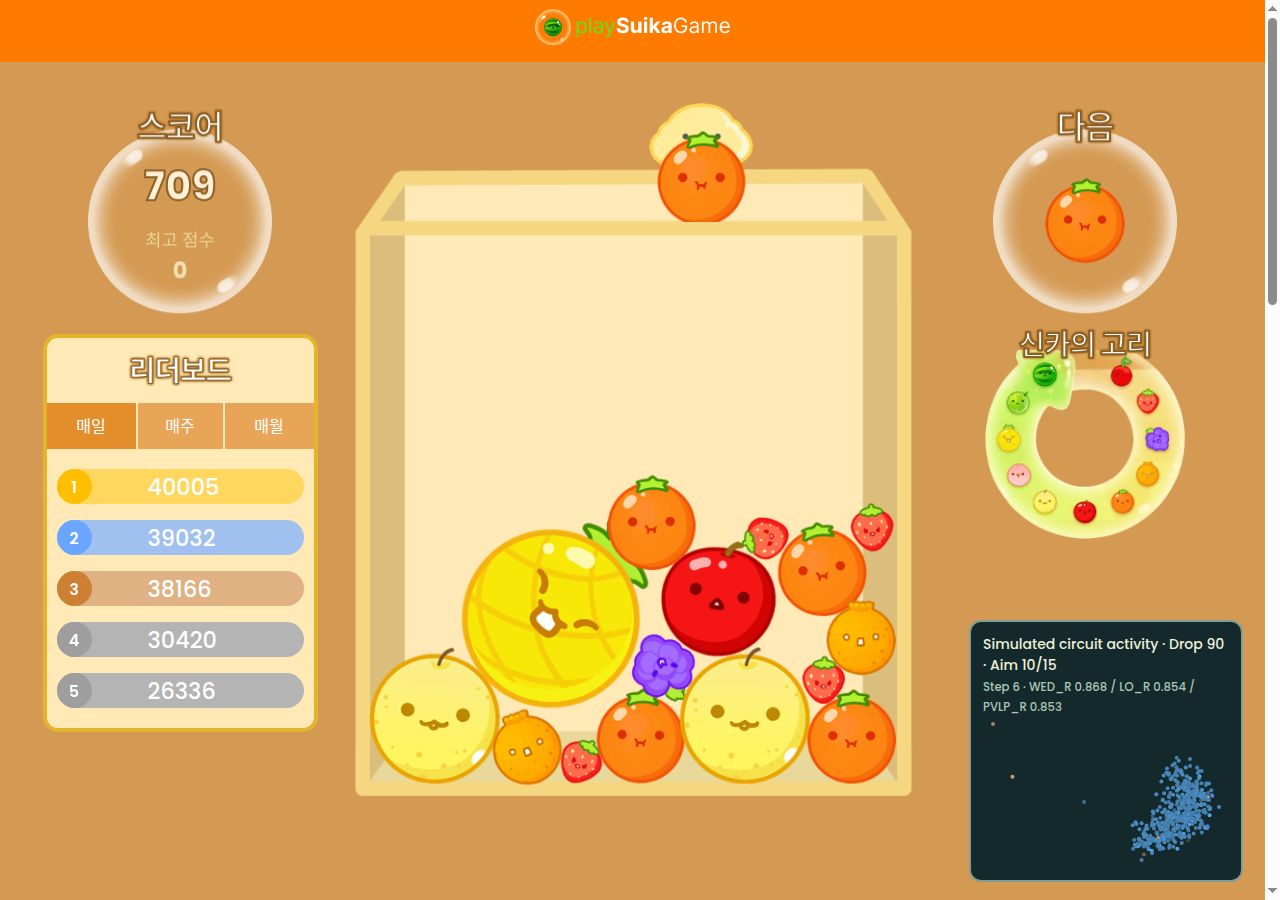 playSuikaGame
스코어
709
최고 점수
0
다음
신카의 고리
리더보드
매일 매주 매월
1 40005
2 39032
3 38166
4 30420
5 26336
Simulated circuit activity · Drop 90
· Aim 10/15
Step 6 · WED_R 0.868 / LO_R 0.854 /
PVLP_R 0.853